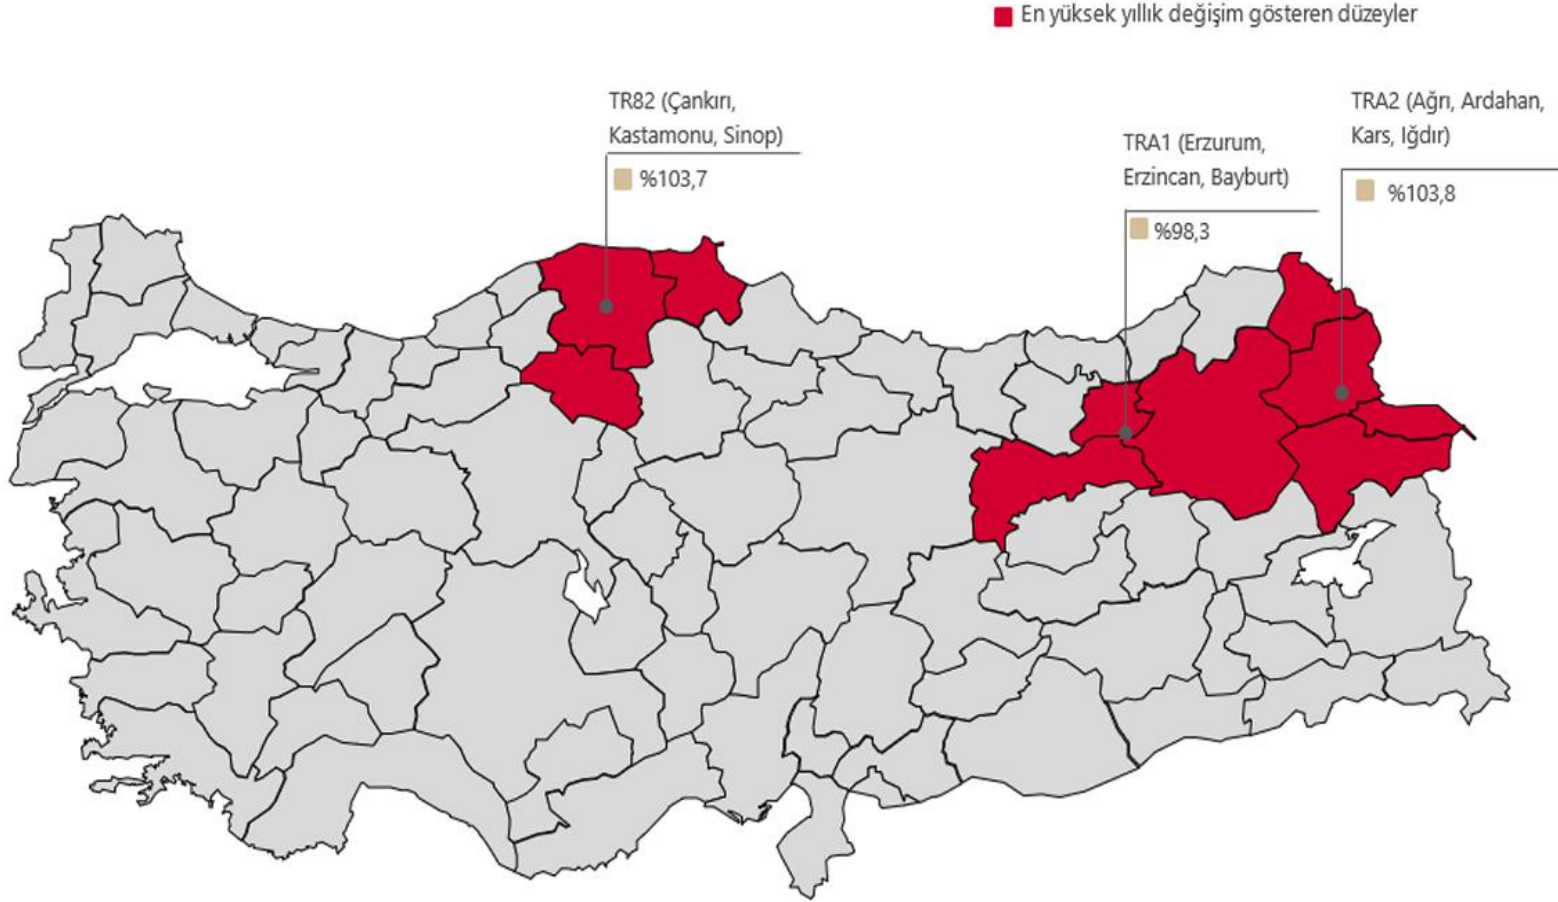 En yüksek yıllık değişim gösteren düzeyler
TR82 (Çankırı,
Kastamonu, Sinop)
%103,7
TRA1 (Erzurum,
Erzincan, Bayburt)
%98,3
TRA2 (Ağrı, Ardahan,
Kars, Iğdır)
%103,8